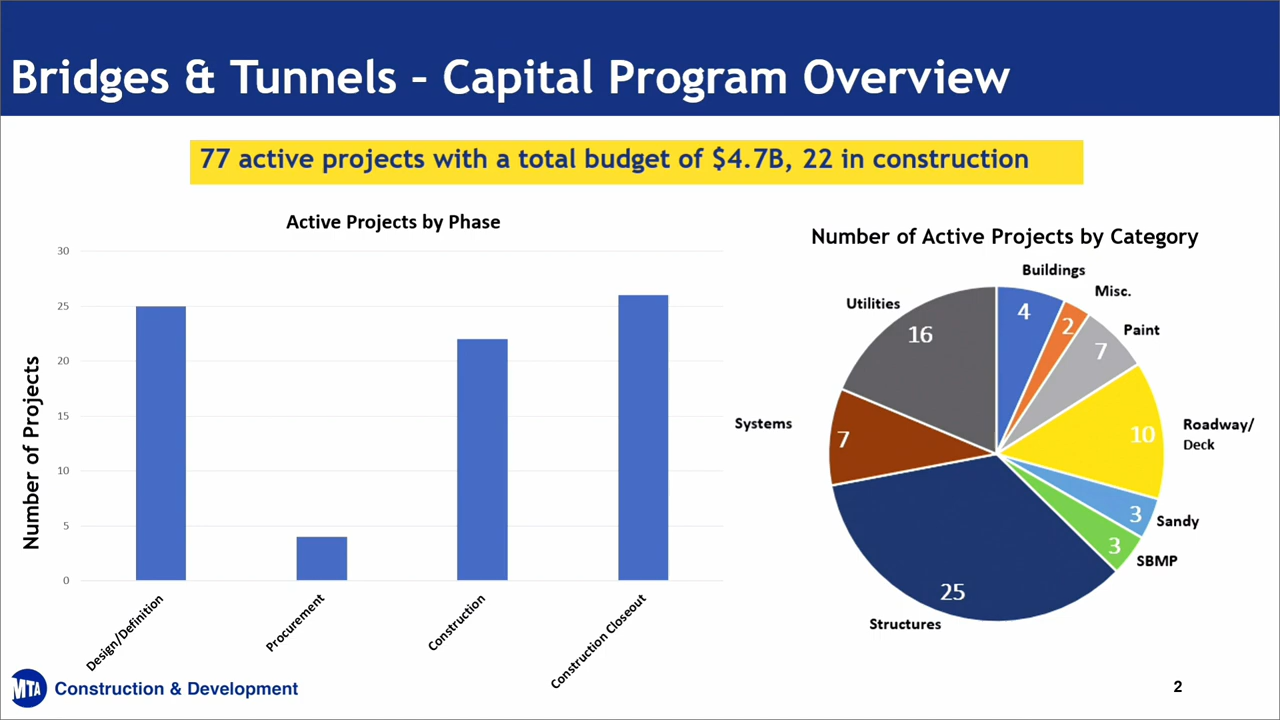 Bridges & Tunnels – Capital Program Overview
77 active projects with a total budget of $4.7B, 22 in construction
Active Projects by Phase
Number of Projects
30
25
20
15
10
5
0
Design/Definition
Procurement
Construction
Construction Closeout
Number of Active Projects by Category
Buildings
4
Misc.
2
Paint
7
Roadway/
Deck
10
Sandy
3
SBMP
3
Structures
25
Systems
7
Utilities
16
MTA
Construction & Development
2